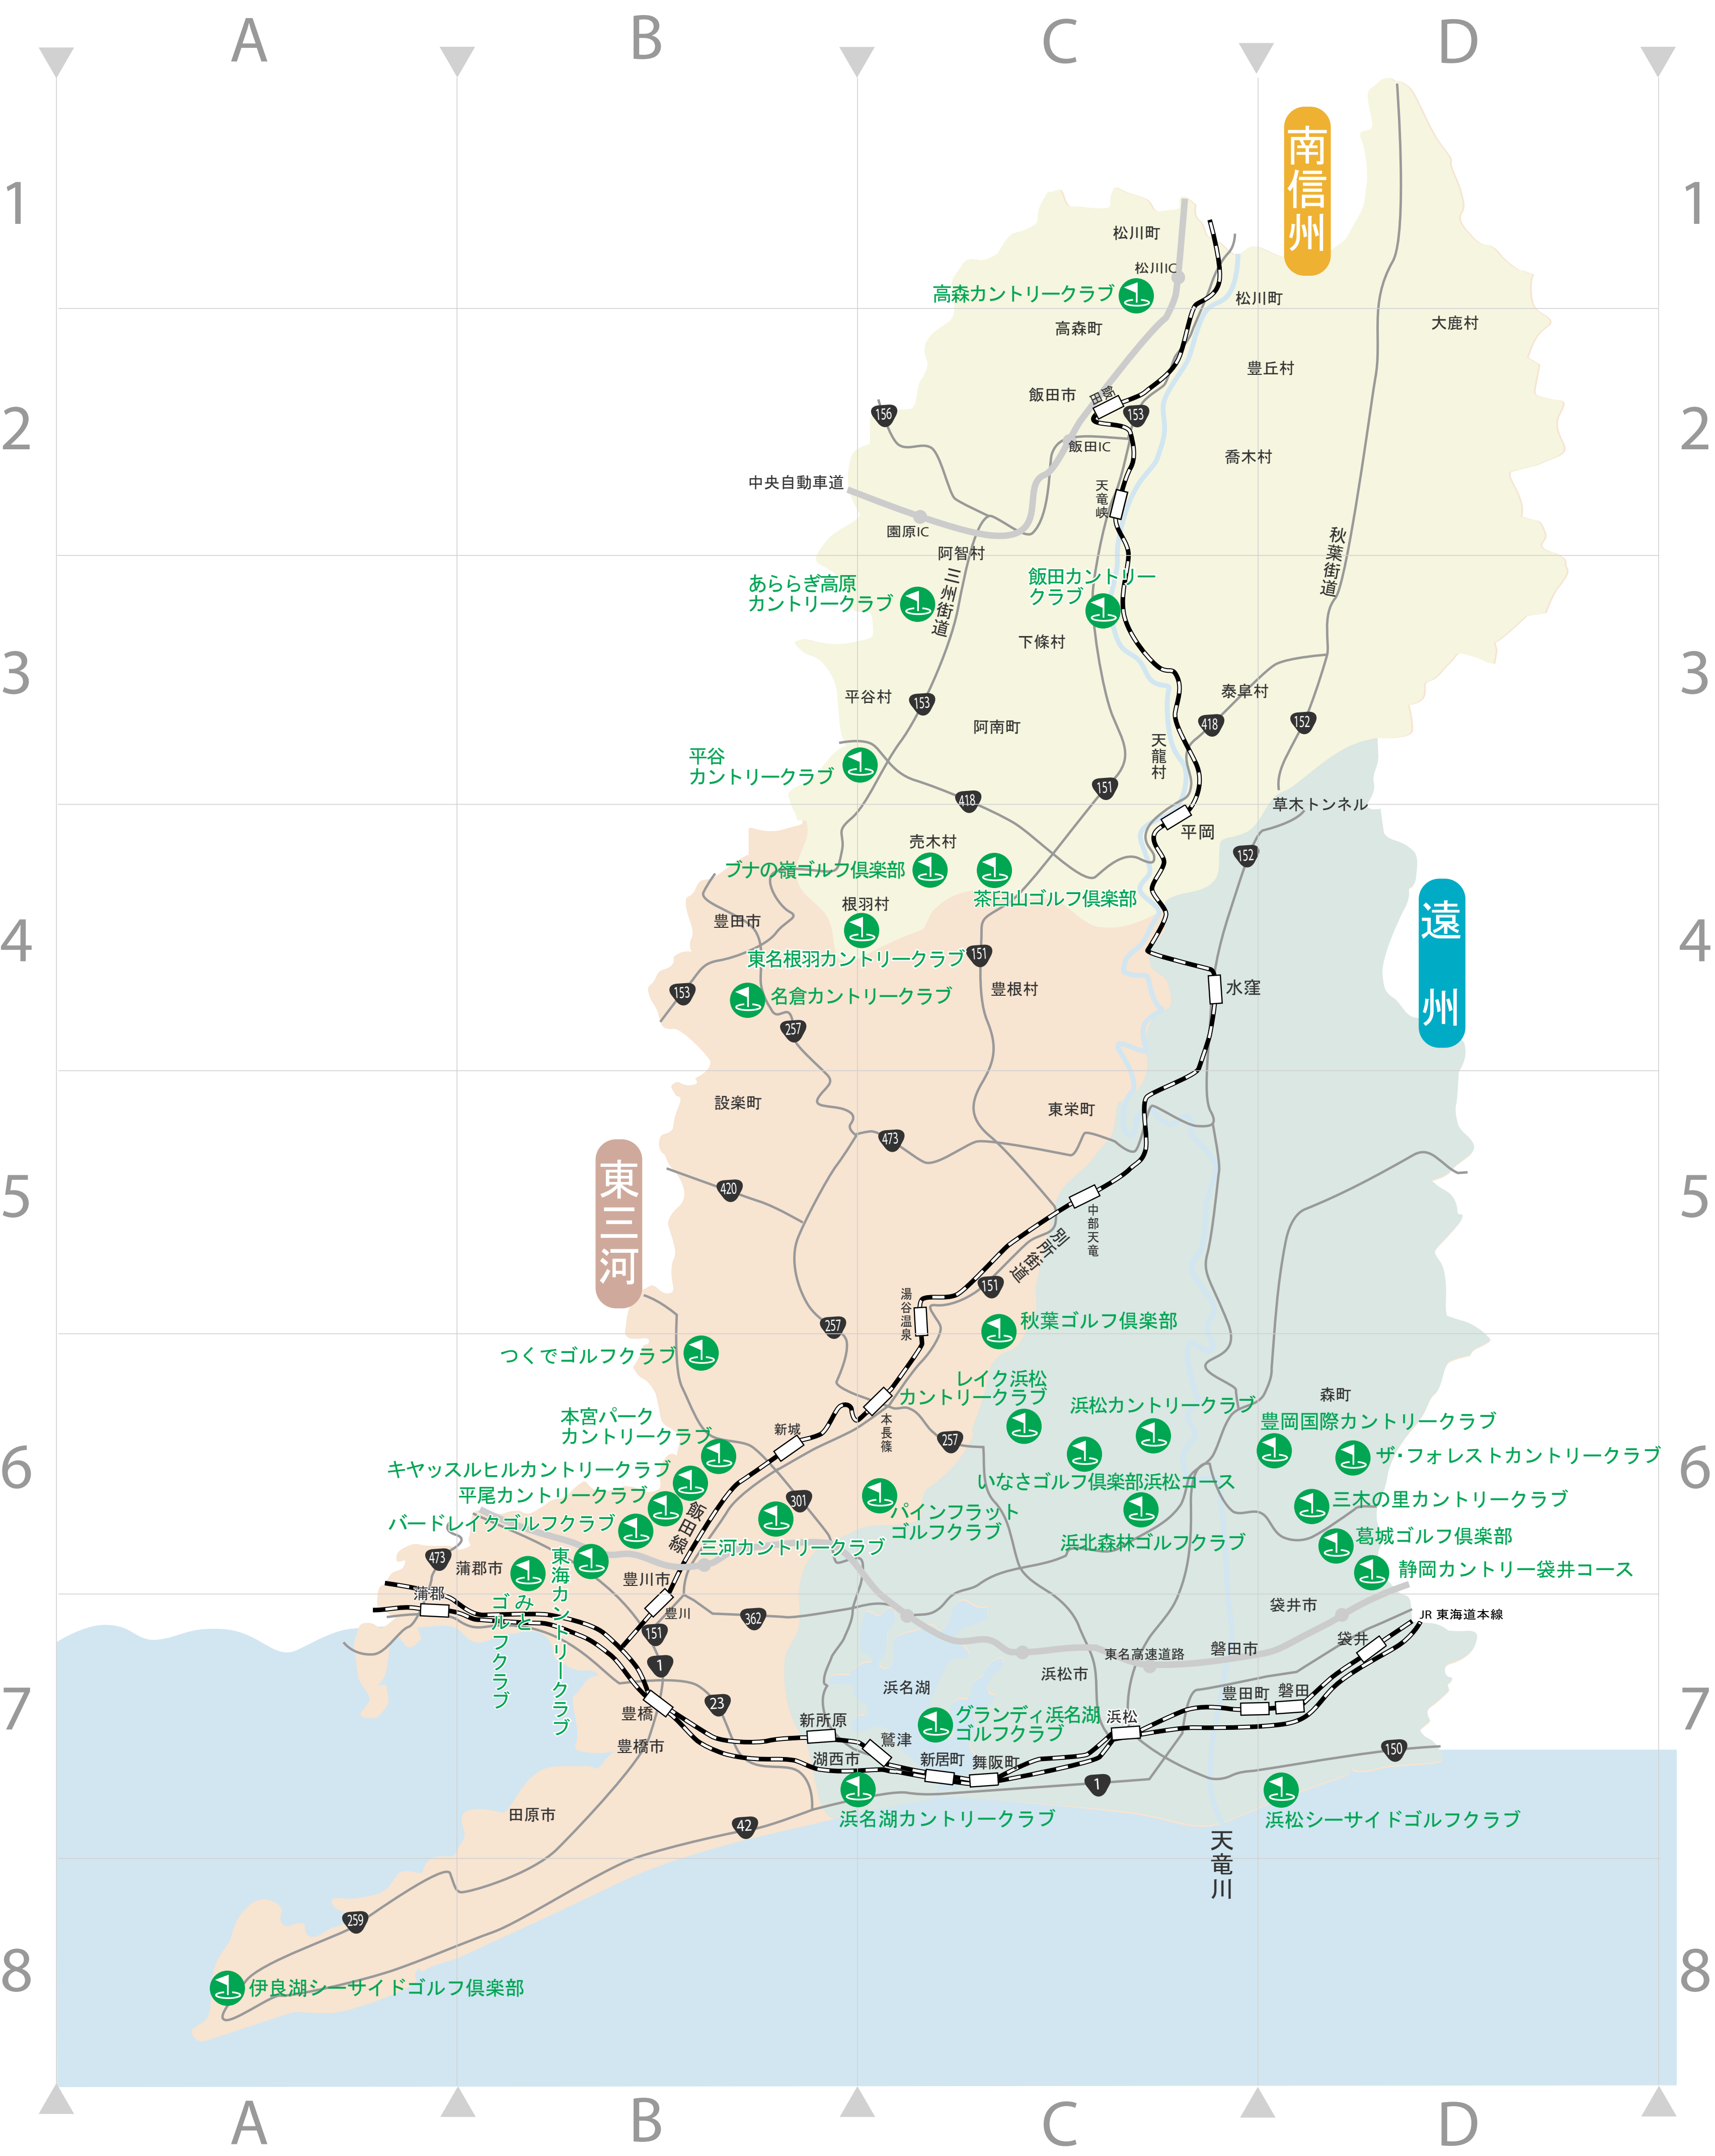 A
B
C
D
1
1
南信州
松川町
松川IC
高森カントリークラブ
松川町
高森町
大鹿村
豊丘村
飯田市
飯田
2
156
153
2
飯田IC
喬木村
中央自動車道
天竜峡
園原IC
秋葉街道
阿智村
三州街道
あららぎ高原
カントリークラブ
飯田カントリー
クラブ
下條村
3
3
平谷村
153
泰阜村
418
152
阿南町
天龍村
平谷
カントリークラブ
151
418
草木トンネル
平岡
売木村
152
ブナの嶺ゴルフ倶楽部
茶臼山ゴルフ倶楽部
根羽村
豊田市
遠州
4
4
東名根羽カントリークラブ
151
153
名倉カントリークラブ
豊根村
水窪
257
設楽町
東栄町
473
東三河
420
5
5
中部天竜
別所街道
151
湯谷温泉
257
秋葉ゴルフ倶楽部
つくでゴルフクラブ
レイク浜松
カントリークラブ
森町
浜松カントリークラブ
本宮パーク
カントリークラブ
新城
本長篠
257
豊岡国際カントリークラブ
ザ・フォレストカントリークラブ
6
6
キヤッスルヒルカントリークラブ
いなさゴルフ倶楽部浜松コース
平尾カントリークラブ
301
三木の里カントリークラブ
パインフラット
ゴルフクラブ
バードレイクゴルフクラブ
飯田線
三河カントリークラブ
浜北森林ゴルフクラブ
葛城ゴルフ倶楽部
473
蒲郡市
東海カントリークラブ
豊川市
静岡カントリー袋井コース
蒲郡
みと
ゴルフクラブ
豊川
362
袋井市
JR 東海道本線
151
袋井
東名高速道路
磐田市
1
浜松市
7
7
浜名湖
豊田町
磐田
23
豊橋
新所原
グランディ浜名湖
ゴルフクラブ
浜松
鷲津
豊橋市
湖西市
新居町
舞阪町
150
1
田原市
42
浜名湖カントリークラブ
浜松シーサイドゴルフクラブ
天竜川
259
8
8
伊良湖シーサイドゴルフ倶楽部
A
B
C
D